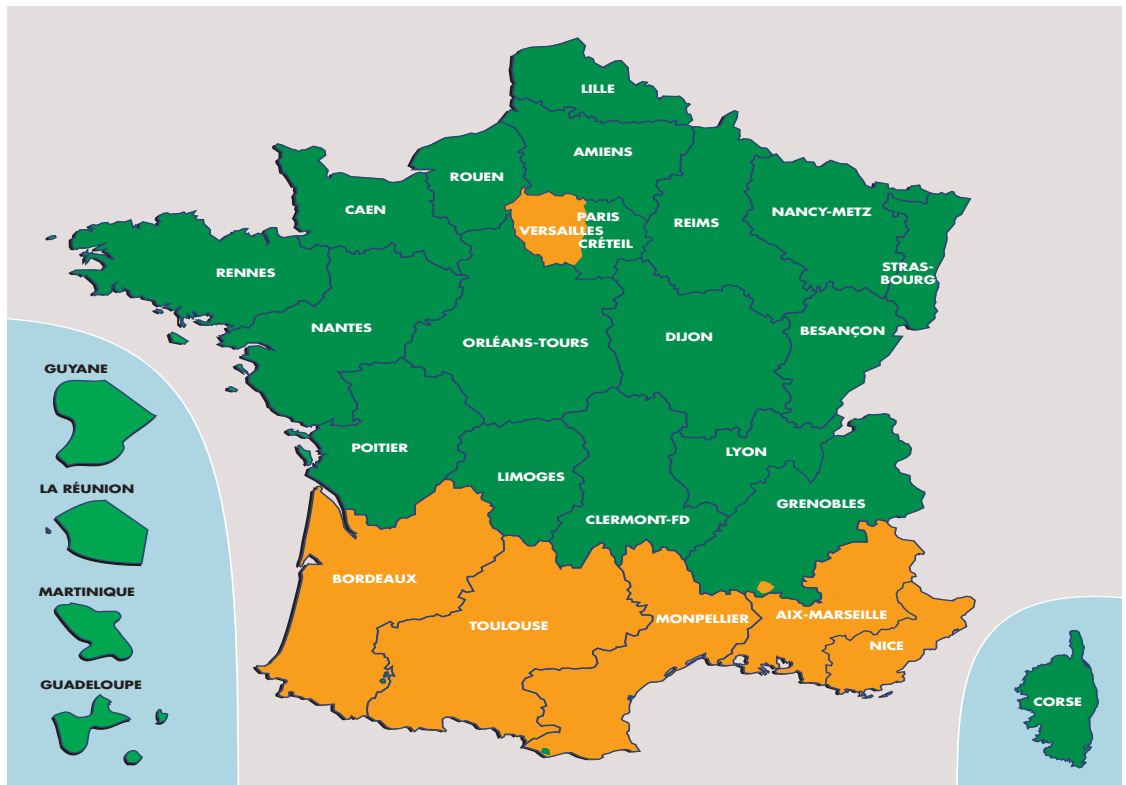 LILLE
AMIENS
ROUEN
CAEN
PARIS
VERSAILLES
CRÉTEIL
REIMS
NANCY-METZ
STRAS-
BOURG
RENNES
NANTES
ORLÉANS-TOURS
DIJON
BESANÇON
POITIER
LIMOGES
CLERMONT-FD
LYON
GRENOBLES
BORDEAUX
TOULOUSE
MONPELLIER
AIX-MARSEILLE
NICE
GUYANE
LA RÉUNION
MARTINIQUE
GUADELOUPE
CORSE